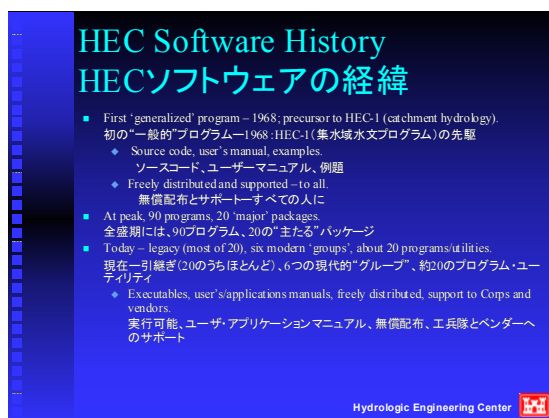 HEC Software History
HECソフトウェアの経緯
First ‘generalized’ program – 1968; precursor to HEC-1 (catchment hydrology).
初の“一般的”プログラムー1968:HEC-1(集水域水文プログラム)の先駆
Source code, user’s manual, examples.
ソースコード、ユーザーマニュアル、例題
Freely distributed and supported – to all.
無償配布とサポートーすべての人に
At peak, 90 programs, 20 ‘major’ packages.
全盛期には、90プログラム、20の“主たる”パッケージ
Today – legacy (most of 20), six modern ‘groups’, about 20 programs/utilities.
現在ー引継ぎ(20のうちほとんど)、6つの現代的“グループ”、約20のプログラム・ユー
ティリティ
Executables, user’s/applications manuals, freely distributed, support to Corps and
vendors.
実行可能、ユーザ・アプリケーションマニュアル、無償配布、工兵隊とベンダーへ
のサポート
Hydrologic Engineering Center